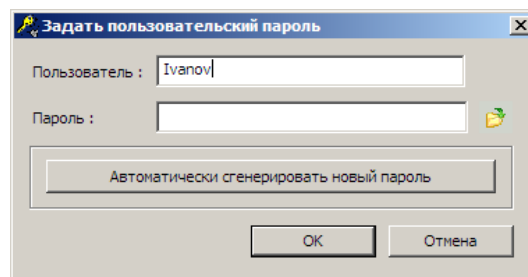 Задать пользовательский пароль
Пользователь : Ivanov
Пароль :
Автоматически сгенерировать новый пароль
OK Отмена